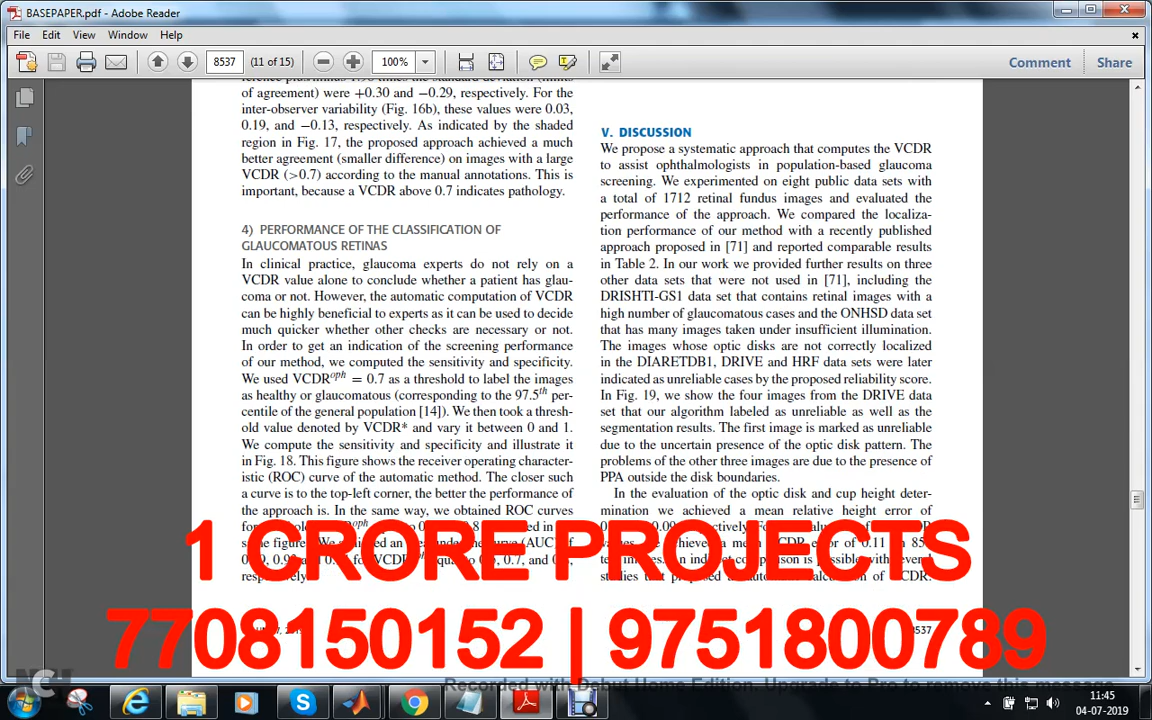 BASEPAPER.pdf - Adobe Reader
File Edit View Window Help
8537 (11 of 15) 100% Comment Share
of agreement) were +0.30 and −0.29, respectively. For the
inter-observer variability (Fig. 16b), these values were 0.03,
0.19, and −0.13, respectively. As indicated by the shaded
region in Fig. 17, the proposed approach achieved a much
better agreement (smaller difference) on images with a large
VCDR (>0.7) according to the manual annotations. This is
important, because a VCDR above 0.7 indicates pathology.
4) PERFORMANCE OF THE CLASSIFICATION OF
GLAUCOMATOUS RETINAS
In clinical practice, glaucoma experts do not rely on a
VCDR value alone to conclude whether a patient has glau-
coma or not. However, the automatic computation of VCDR
can be highly beneficial to experts as it can be used to decide
much quicker whether other checks are necessary or not.
In order to get an indication of the screening performance
of our method, we computed the sensitivity and specificity.
We used VCDRoph = 0.7 as a threshold to label the images
as healthy or glaucomatous (corresponding to the 97.5th per-
centile of the general population [14]). We then took a thresh-
old value denoted by VCDR* and vary it between 0 and 1.
We compute the sensitivity and specificity and illustrate it
in Fig. 18. This figure shows the receiver operating character-
istic (ROC) curve of the automatic method. The closer such
a curve is to the top-left corner, the better the performance of
the approach is. In the same way, we obtained ROC curves
respectively.
V. DISCUSSION
We propose a systematic approach that computes the VCDR
to assist ophthalmologists in population-based glaucoma
screening. We experimented on eight public data sets with
a total of 1712 retinal fundus images and evaluated the
performance of the approach. We compared the localiza-
tion performance of our method with a recently published
approach proposed in [71] and reported comparable results
in Table 2. In our work we provided further results on three
other data sets that were not used in [71], including the
DRISHTI-GS1 data set that contains retinal images with a
high number of glaucomatous cases and the ONHSD data set
that has many images taken under insufficient illumination.
The images whose optic disks are not correctly localized
in the DIARETDB1, DRIVE and HRF data sets were later
indicated as unreliable cases by the proposed reliability score.
In Fig. 19, we show the four images from the DRIVE data
set that our algorithm labeled as unreliable as well as the
segmentation results. The first image is marked as unreliable
due to the uncertain presence of the optic disk pattern. The
problems of the other three images are due to the presence of
PPA outside the disk boundaries.
In the evaluation of the optic disk and cup height deter-
mination we achieved a mean relative height error of
1 CRORE PROJECTS
7708150152 | 9751800789
8537
Recorded with Debut Home Edition. Upgrade to Pro to remove this message.
NCH
11:45
04-07-2019